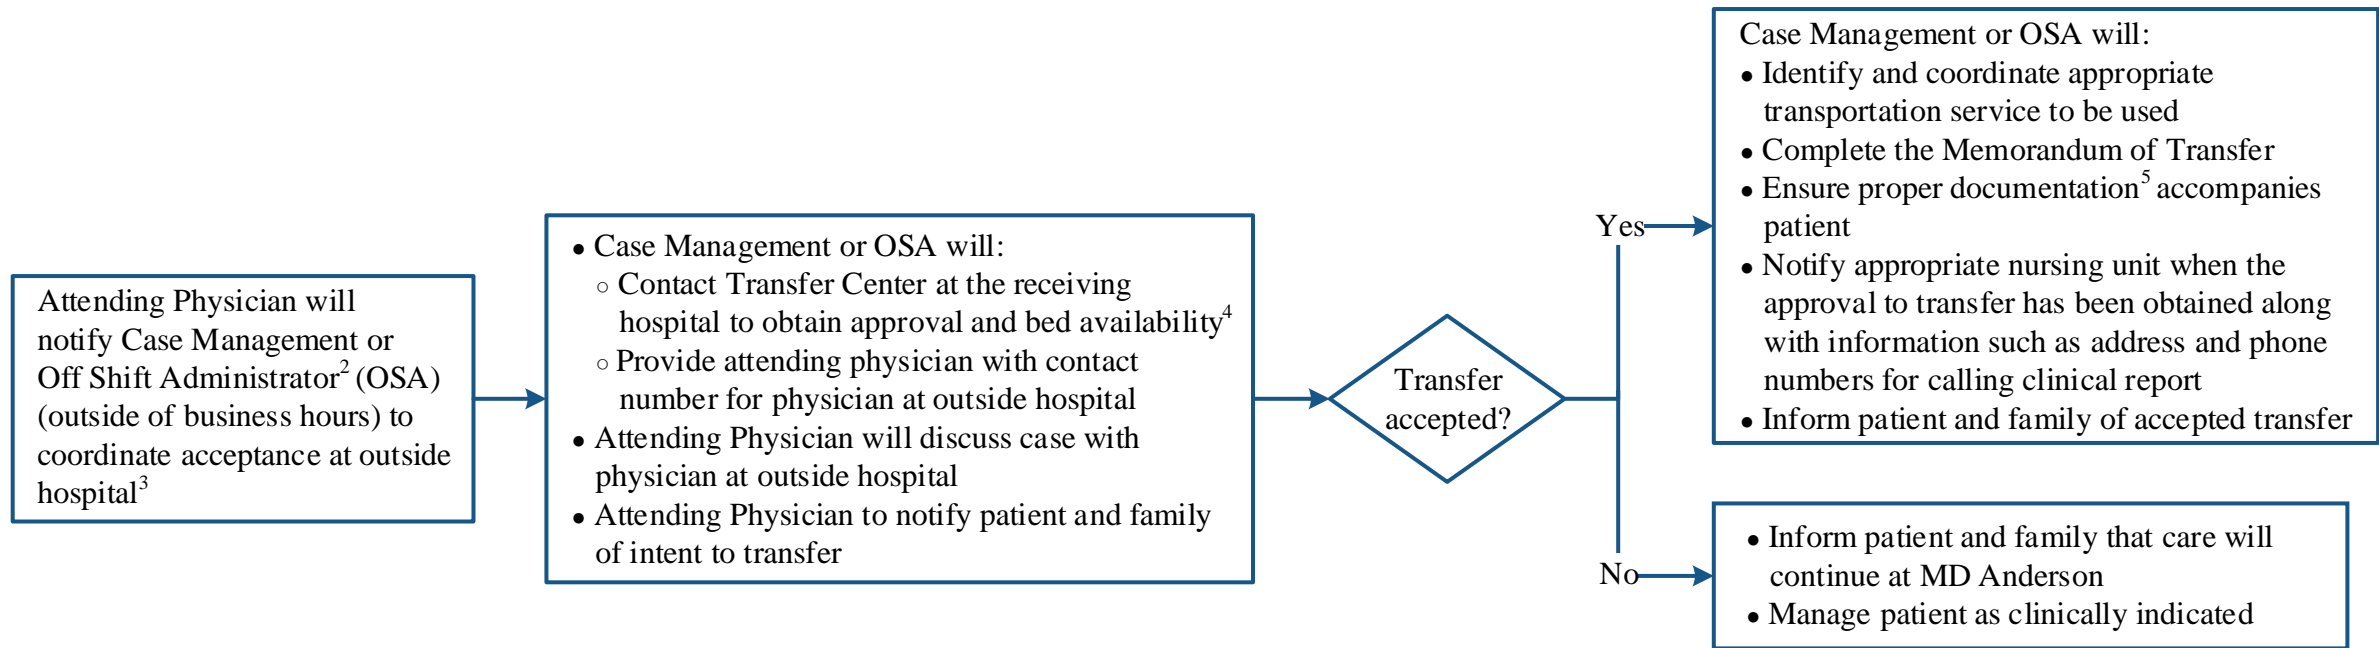 Attending Physician will
notify Case Management or
Off Shift Administrator² (OSA)
(outside of business hours) to
coordinate acceptance at outside
hospital³
● Case Management or OSA will:
○ Contact Transfer Center at the receiving
hospital to obtain approval and bed availability⁴
○ Provide attending physician with contact
number for physician at outside hospital
● Attending Physician will discuss case with
physician at outside hospital
● Attending Physician to notify patient and family
of intent to transfer
Transfer
accepted?
Yes
Case Management or OSA will:
● Identify and coordinate appropriate
transportation service to be used
● Complete the Memorandum of Transfer
● Ensure proper documentation⁵ accompanies
patient
● Notify appropriate nursing unit when the
approval to transfer has been obtained along
with information such as address and phone
numbers for calling clinical report
● Inform patient and family of accepted transfer
No
● Inform patient and family that care will
continue at MD Anderson
● Manage patient as clinically indicated